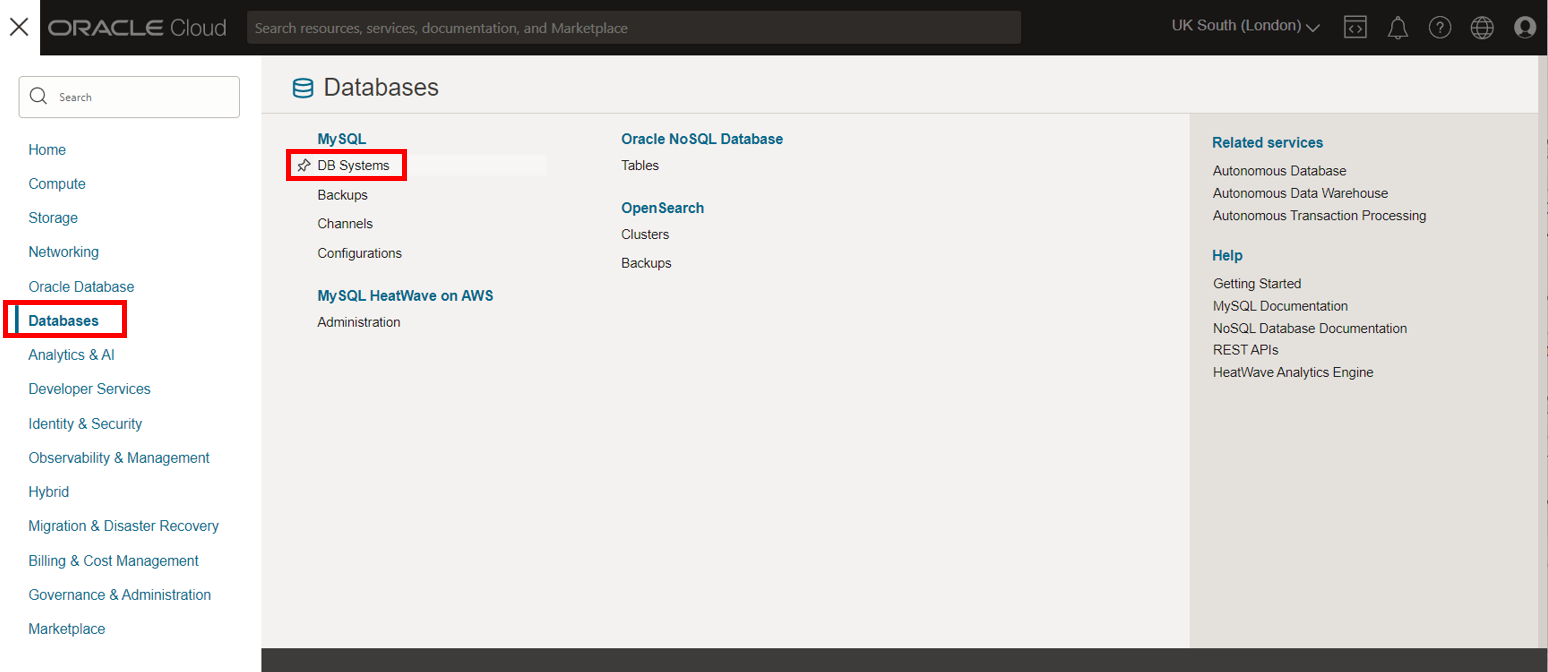 ORACLE Cloud
Search resources, services, documentation, and Marketplace
UK South (London)
Search
Home
Compute
Storage
Networking
Oracle Database
Databases
Analytics & AI
Developer Services
Identity & Security
Observability & Management
Hybrid
Migration & Disaster Recovery
Billing & Cost Management
Governance & Administration
Marketplace
Databases
MySQL
DB Systems
Backups
Channels
Configurations
MySQL HeatWave on AWS
Administration
Oracle NoSQL Database
Tables
OpenSearch
Clusters
Backups
Related services
Autonomous Database
Autonomous Data Warehouse
Autonomous Transaction Processing
Help
Getting Started
MySQL Documentation
NoSQL Database Documentation
REST APIs
HeatWave Analytics Engine